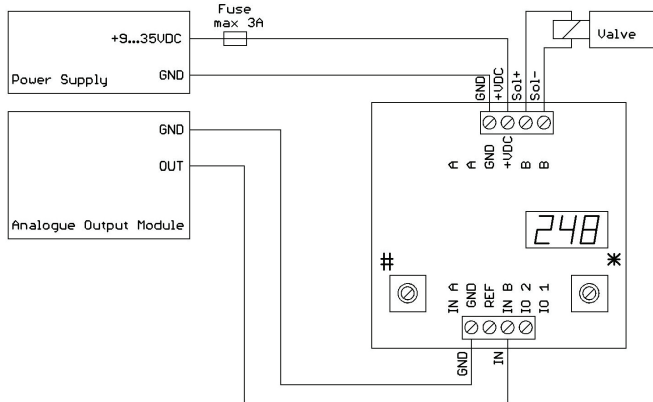 Fuse
max 3A
+9...35VDC
GND
Power Supply
GND
OUT
Analogue Output Module
Valve
GND
+VDC
Sol+
Sol-
A
A
GND
+VDC
B
B
248
#
*
IN A
GND
REF
IN B
IO 2
IO 1
GND
IN